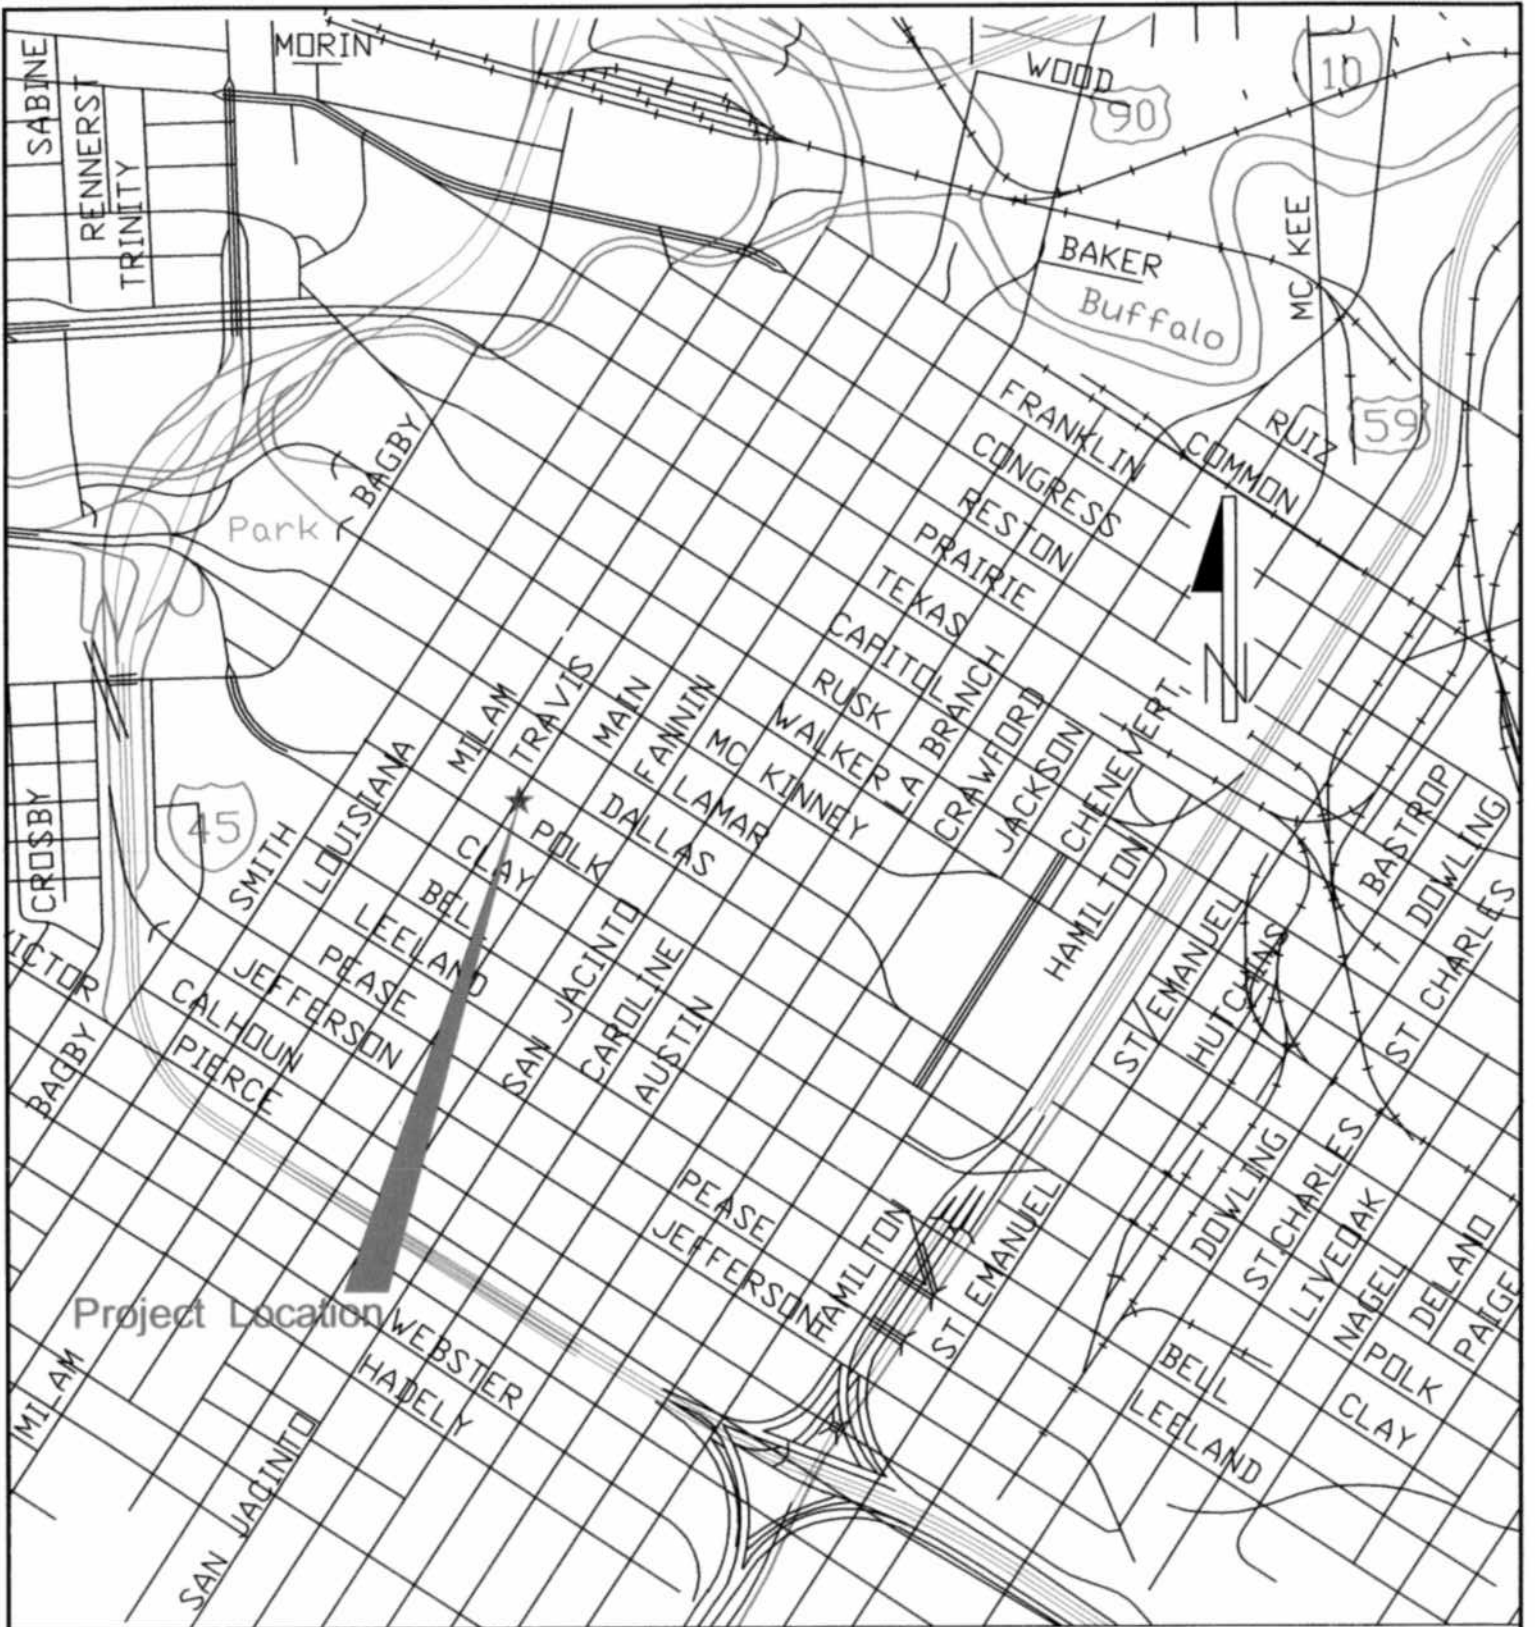 MORIN
WOOD
10
90
SABINE
RENNERST
TRINITY
BAKER
MC KEE
Buffalo
FRANKLIN
RUIZ
59
CONGRESS
COMMON
BAGBY
RESTON
Park
PRAIRIE
TEXAS
CAPITOL
N
MILAM
TRAVIS
MAIN
FANNIN
RUSK
LA BRANCH
CRAWFORD
CHENEVERT
WALKER
JACKSON
MC KINNEY
LOUISIANA
LAMAR
DALLAS
CROSBY
45
SMITH
POLK
CLAY
BASTROP
DOWLING
HAMILTON
BELL
LEELAND
SAN JACINTO
CAROLINE
AUSTIN
ST EMANUEL
HUTCHINS
ST CHARLES
ICTOR
PEASE
JEFFERSON
CALHOUN
PIERCE
BAGBY
PEASE
JEFFERSON
HAMILTON
ST EMANUEL
DOWLING
ST.CHARLES
LIVEOAK
NAGEL
DELANO
PAIGE
Project Location
WEBSTER
HADELY
MILAM
SAN JACINTO
BELL
POLK
LEELAND
CLAY